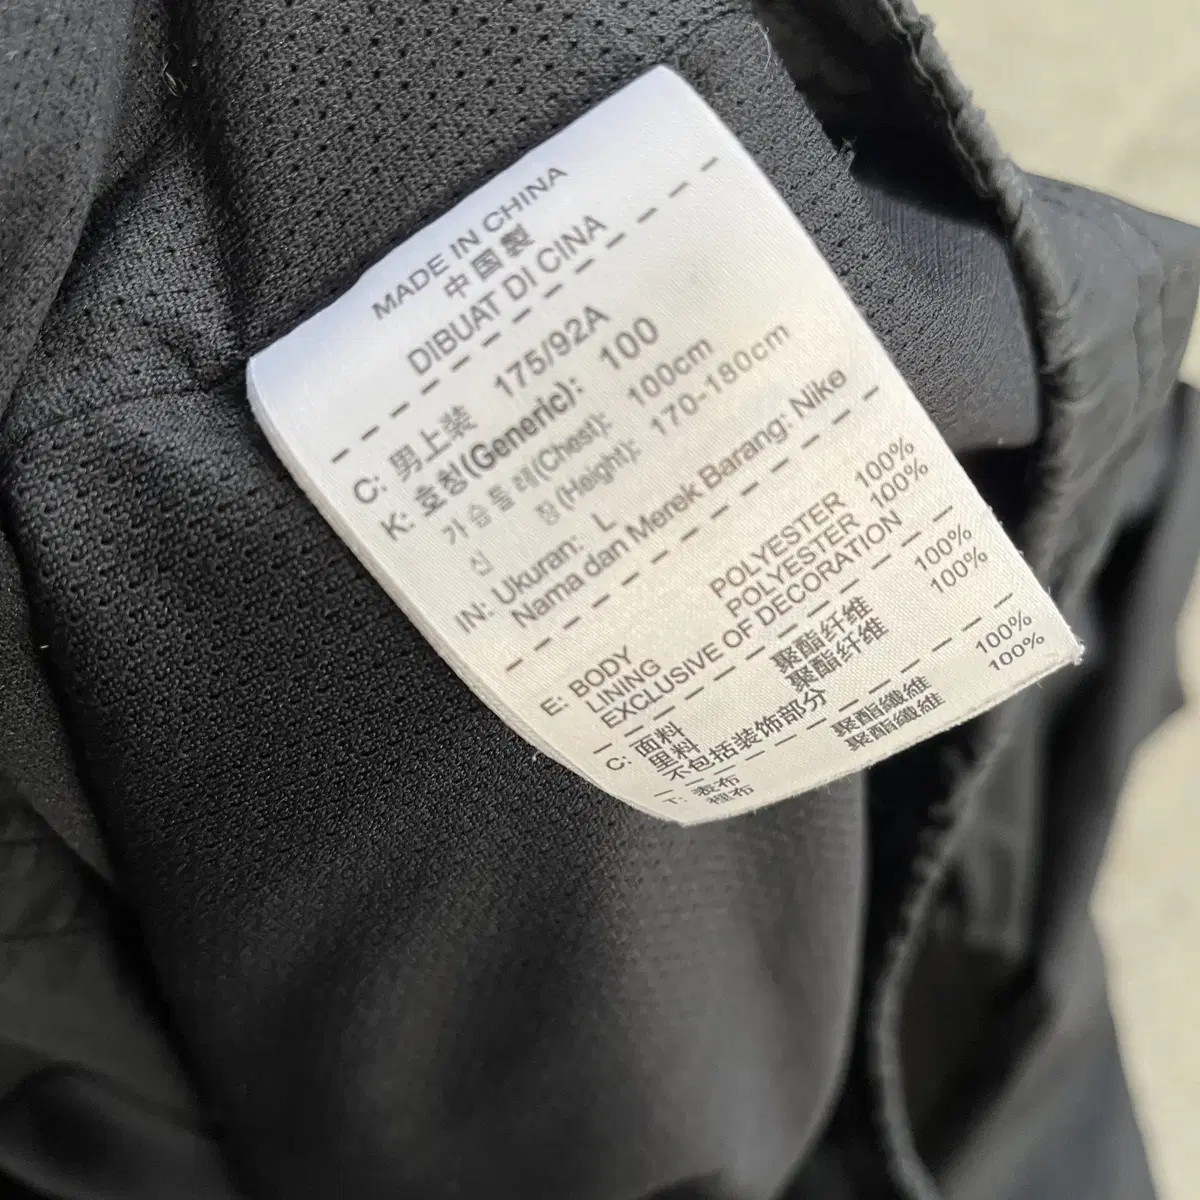 MADE IN CHINA
中国製
DIBUAT DI CINA
C: 男上装 175/92A
K: 호칭(Generic): 100
가슴둘레(Chest): 100cm
신 장(Height): 170-180cm
IN: Ukuran: L
Nama dan Merek Barang: Nike
E: BODY POLYESTER 100%
LINING POLYESTER 100%
EXCLUSIVE OF DECORATION
C: 面料 聚酯纤维 100%
里料 聚酯纤维 100%
不包括装饰部分
T: 表布 聚酯纖維 100%
裡布 聚酯纖維 100%